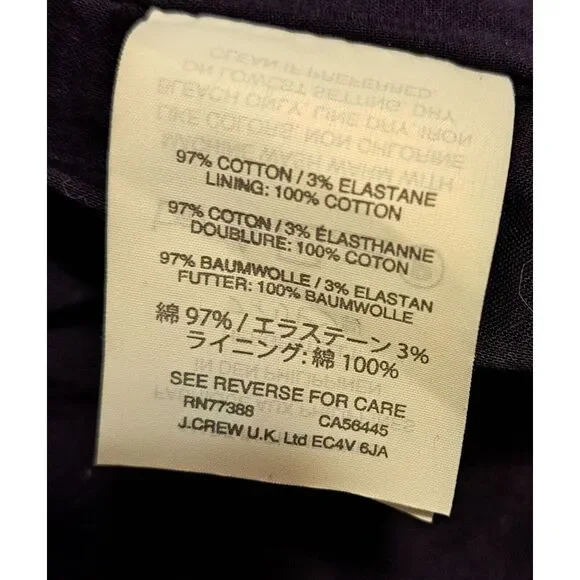 97% COTTON / 3% ELASTANE
LINING: 100% COTTON
97% COTON / 3% ÉLASTHANNE
DOUBLURE: 100% COTON
97% BAUMWOLLE / 3% ELASTAN
FUTTER: 100% BAUMWOLLE
綿 97% / エラステーン 3%
ライニング: 綿 100%
SEE REVERSE FOR CARE
RN77388 CA56445
J.CREW U.K. Ltd EC4V 6JA